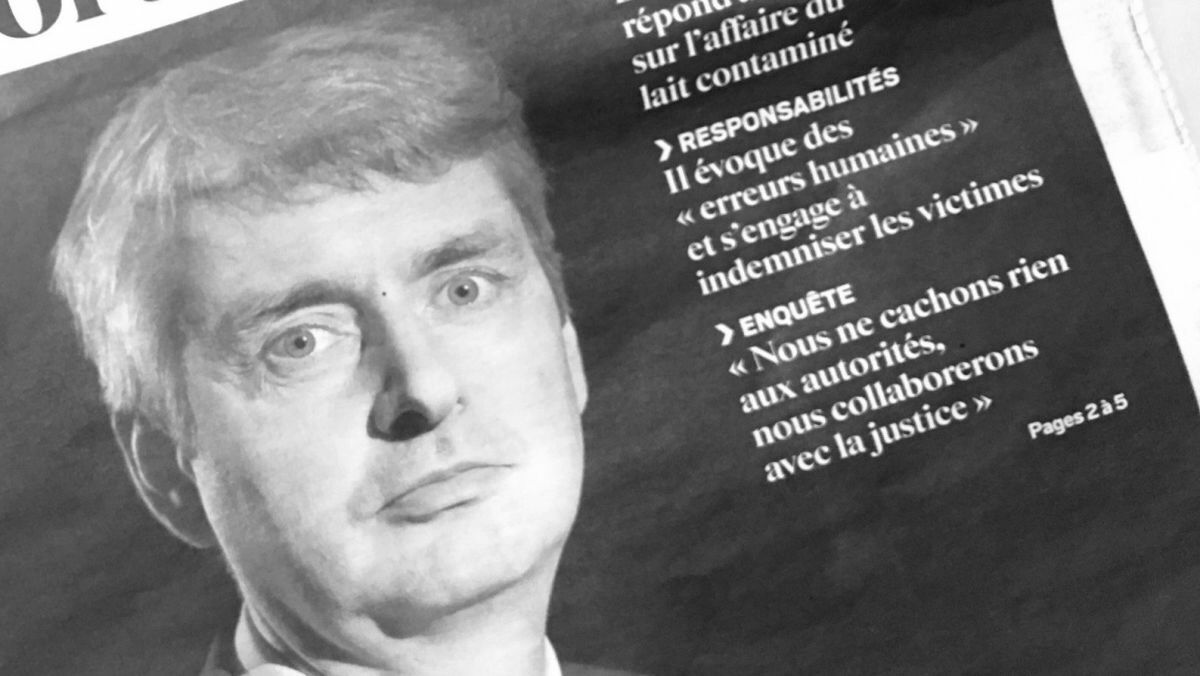 répond
sur l'affaire du
lait contaminé
❯ RESPONSABILITÉS
Il évoque des
« erreurs humaines »
et s'engage à
indemniser les victimes
❯ ENQUÊTE
« Nous ne cachons rien
aux autorités,
nous collaborerons
avec la justice »
Pages 2 à 5